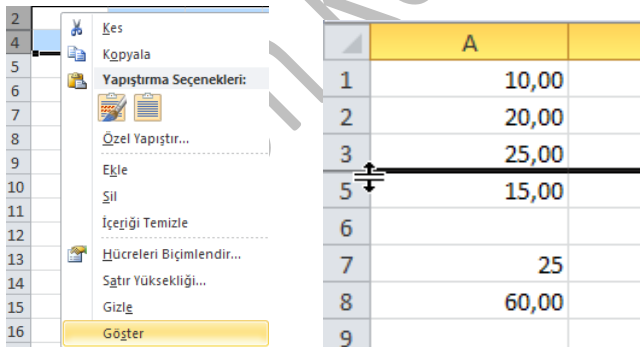 2
4
5
6
7
8
9
10
11
12
13
14
15
16
Kes
Kopyala
Yapıştırma Seçenekleri:
Özel Yapıştır...
Ekle
Sil
İçeriği Temizle
Hücreleri Biçimlendir...
Satır Yüksekliği...
Gizle
Göster
A
1 10,00
2 20,00
3 25,00
5 15,00
6
7 25
8 60,00
9